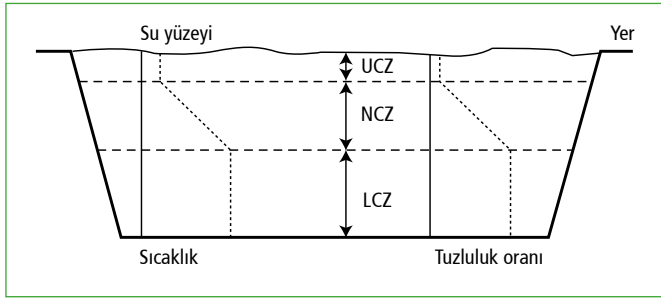 Su yüzeyi
Yer
UCZ
NCZ
LCZ
Sıcaklık
Tuzluluk oranı